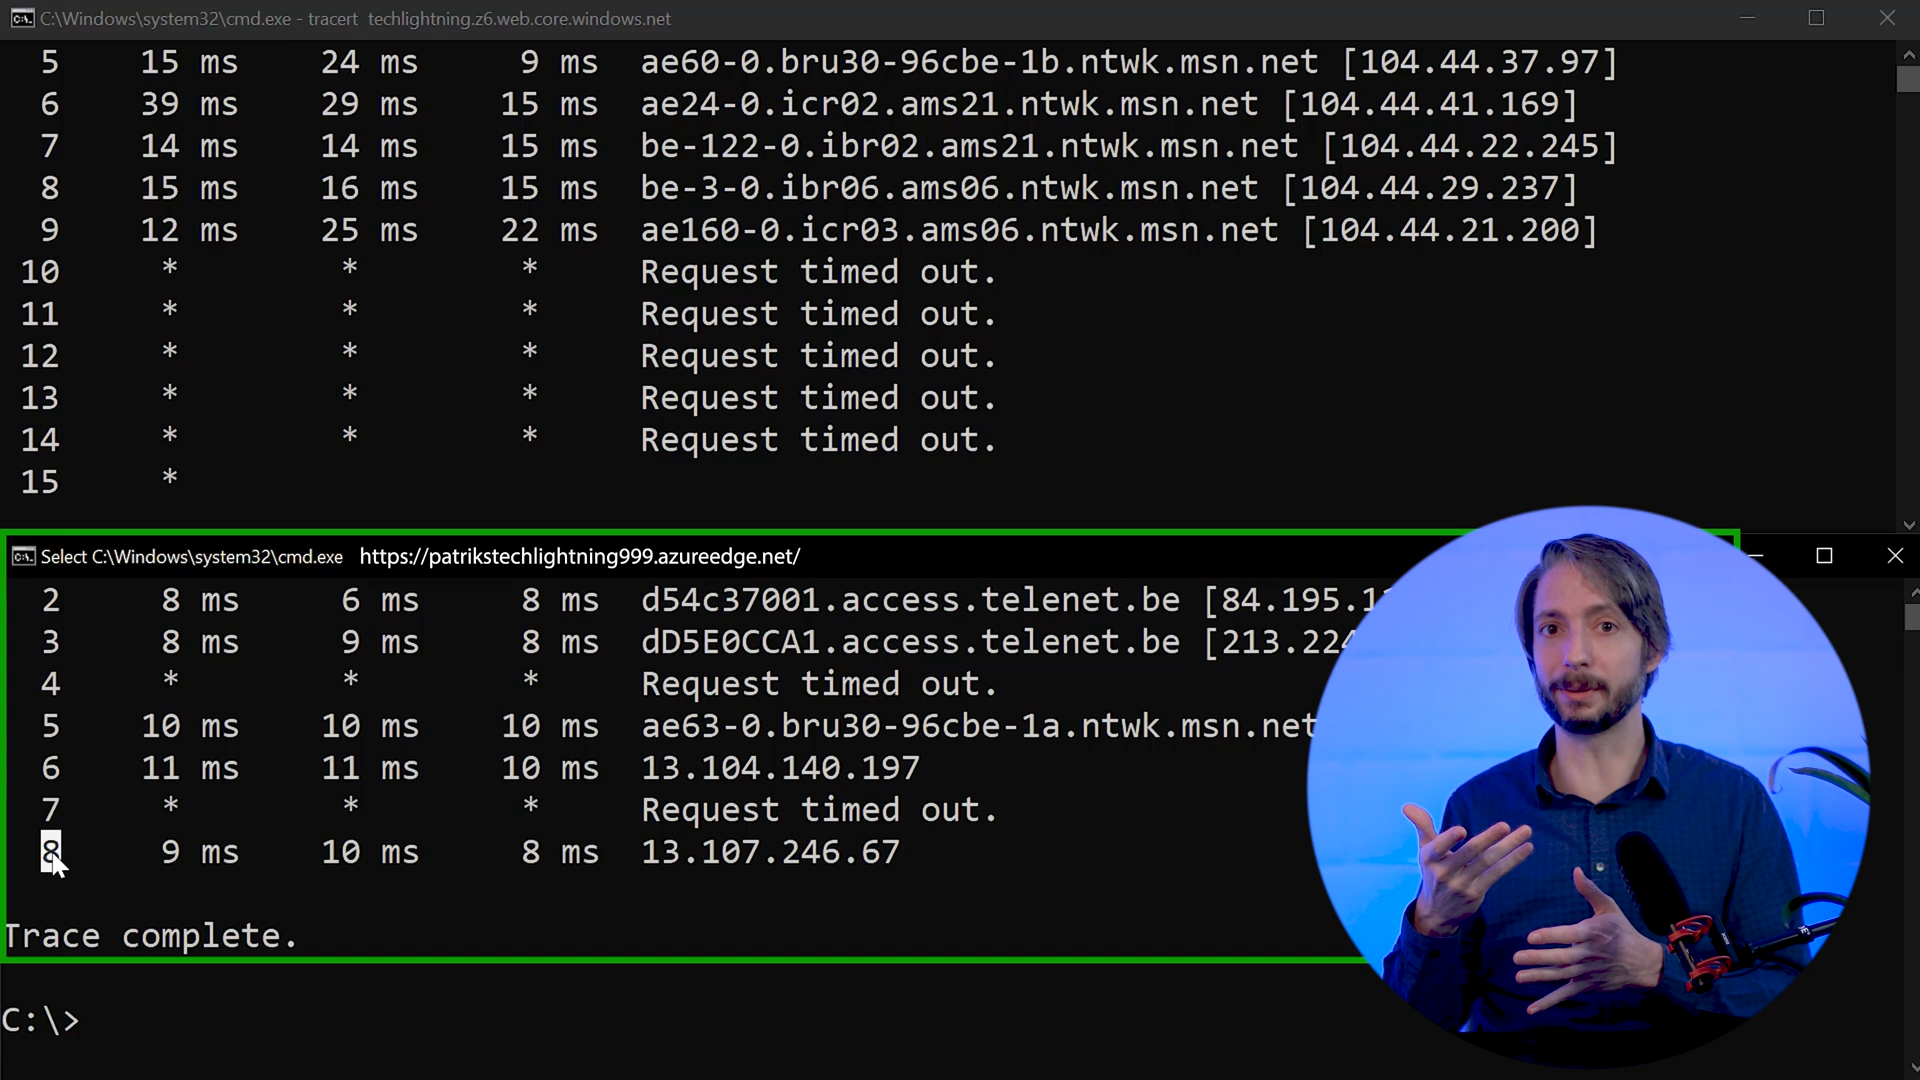 C:\Windows\system32\cmd.exe - tracert techlightning.z6.web.core.windows.net
5 15 ms 24 ms 9 ms ae60-0.bru30-96cbe-1b.ntwk.msn.net [104.44.37.97]
6 39 ms 29 ms 15 ms ae24-0.icr02.ams21.ntwk.msn.net [104.44.41.169]
7 14 ms 14 ms 15 ms be-122-0.ibr02.ams21.ntwk.msn.net [104.44.22.245]
8 15 ms 16 ms 15 ms be-3-0.ibr06.ams06.ntwk.msn.net [104.44.29.237]
9 12 ms 25 ms 22 ms ae160-0.icr03.ams06.ntwk.msn.net [104.44.21.200]
10 * * * Request timed out.
11 * * * Request timed out.
12 * * * Request timed out.
13 * * * Request timed out.
14 * * * Request timed out.
15 *
Select C:\Windows\system32\cmd.exe https://patrikstechlightning999.azureedge.net/
2 8 ms 6 ms 8 ms d54c37001.access.telenet.be [84.195.1
3 8 ms 9 ms 8 ms dD5E0CCA1.access.telenet.be [213.224
4 * * * Request timed out.
5 10 ms 10 ms 10 ms ae63-0.bru30-96cbe-1a.ntwk.msn.net
6 11 ms 11 ms 10 ms 13.104.140.197
7 * * * Request timed out.
8 9 ms 10 ms 8 ms 13.107.246.67
Trace complete.
C:\>